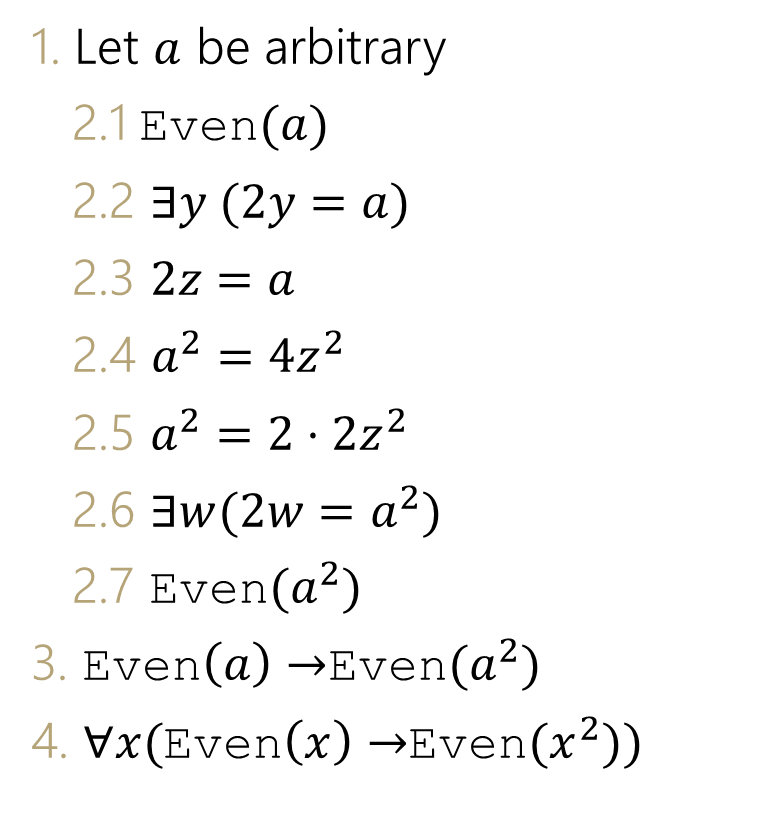 1. Let a be arbitrary
2.1 Even(a)
2.2 ∃y (2y = a)
2.3 2z = a
2.4 a² = 4z²
2.5 a² = 2 · 2z²
2.6 ∃w(2w = a²)
2.7 Even(a²)
3. Even(a) →Even(a²)
4. ∀x(Even(x) →Even(x²))